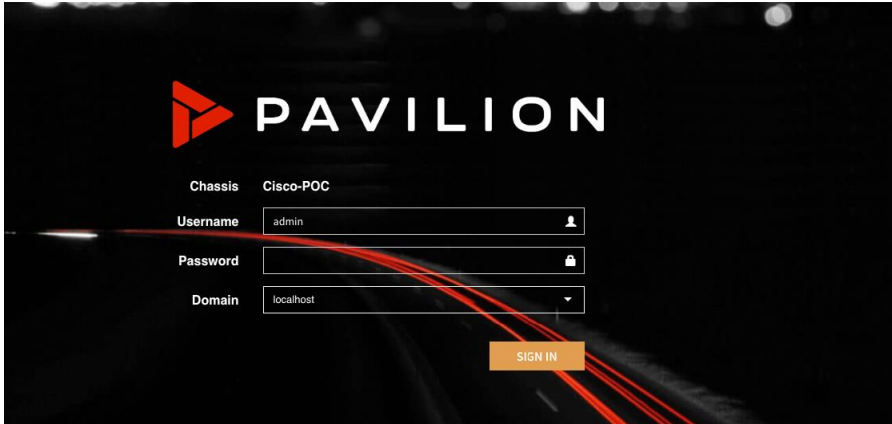 PAVILION
Chassis Cisco-POC
Username admin
Password
Domain localhost
SIGN IN